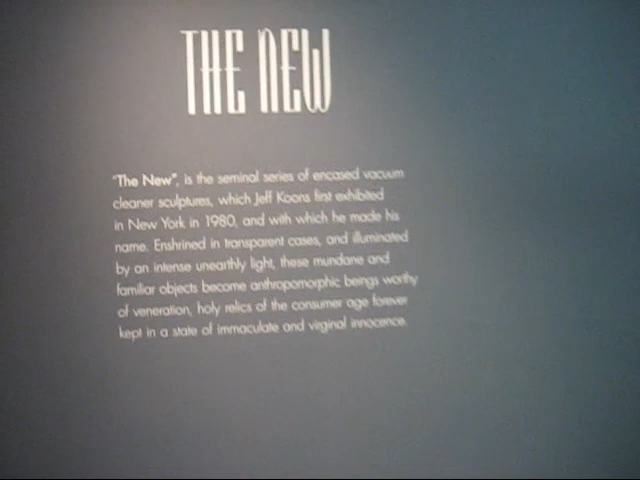 THE NEW
"The New", is the seminal series of encased vacuum
cleaner sculptures, which Jeff Koons first exhibited
in New York in 1980, and with which he made his
name. Enshrined in transparent cases, and illuminated
by an intense unearthly light, these mundane and
familiar objects become anthropomorphic beings worthy
of veneration, holy relics of the consumer age forever
kept in a state of immaculate and virginal innocence.